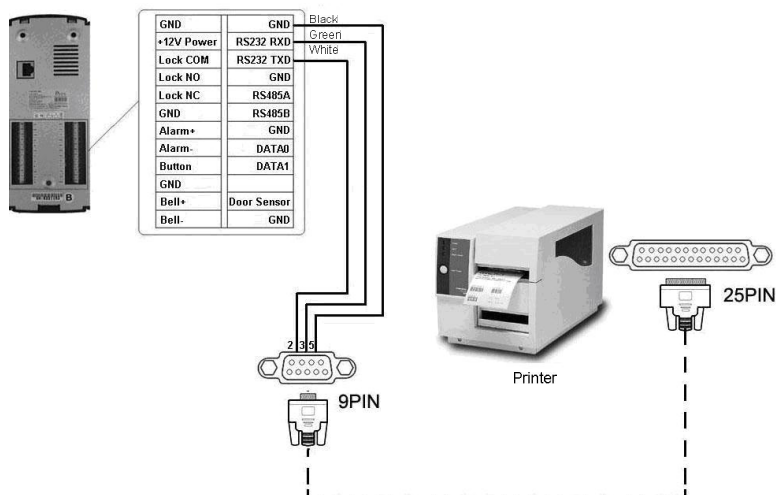 GND GND Black
+12V Power RS232 RXD Green
Lock COM RS232 TXD White
Lock NO GND
Lock NC RS485A
GND RS485B
Alarm+ GND
Alarm- DATA0
Button DATA1
GND
Bell+ Door Sensor
Bell- GND
B
25PIN
Printer
2 3 5
9PIN